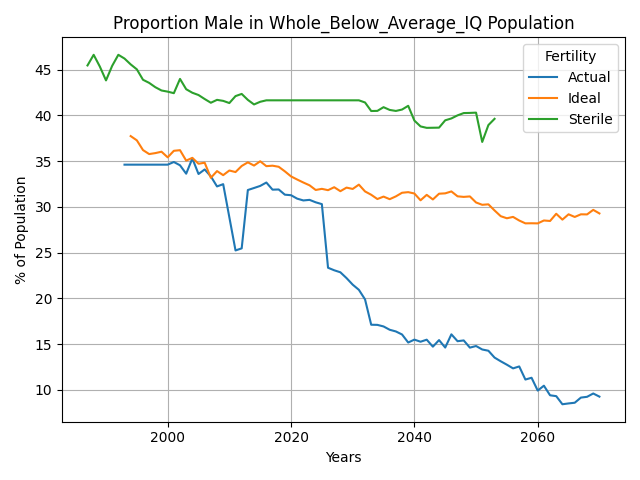 Proportion Male in Whole_Below_Average_IQ Population
% of Population
45
40
35
30
25
20
15
10
Fertility
Actual
Ideal
Sterile
2000
2020
2040
2060
Years